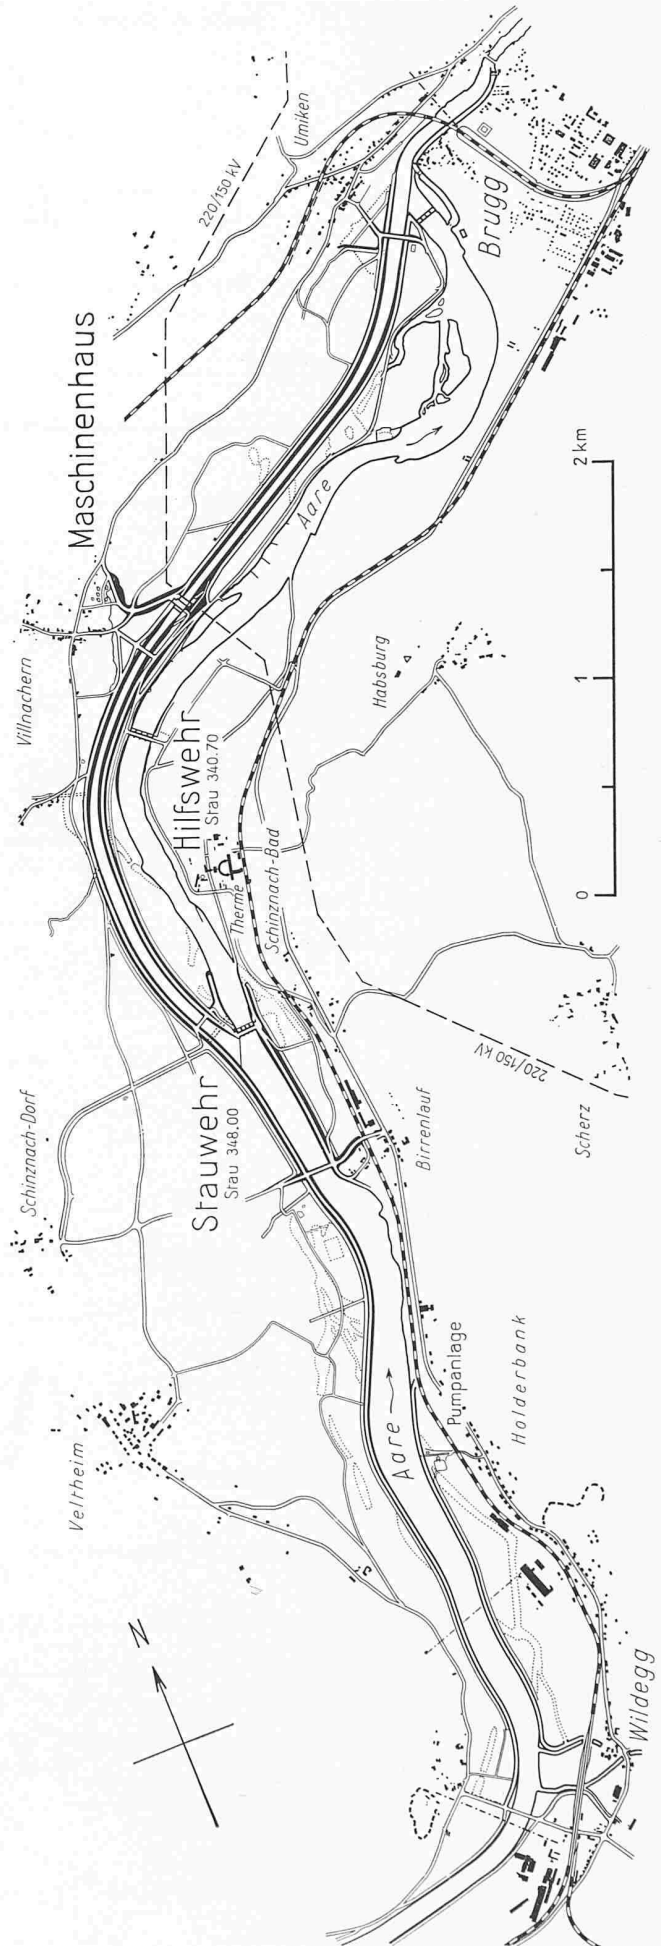 Wildegg
N
Veltheim
Aare
Pumpanlage
Holderbank
Schinznach-Dorf
Stauwehr
Stau 348.00
Birrenlauf
Scherz
220/150 kV
Hilfswehr
Stau 340.70
Therme
Schinznach-Bad
Villnachern
Habsburg
Maschinenhaus
0
1
2 km
Aare
220/150 kV
Umiken
Brugg